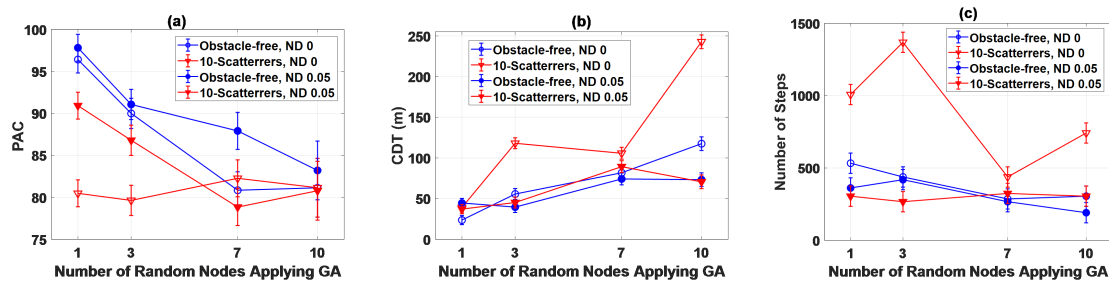 (a)
100
95
90
85
80
75
PAC
Obstacle-free, ND 0
10-Scatterrers, ND 0
Obstacle-free, ND 0.05
10-Scatterrers, ND 0.05
1
3
7
10
Number of Random Nodes Applying GA
(b)
250
200
150
100
50
0
CDT (m)
Obstacle-free, ND 0
10-Scatterrers, ND 0
Obstacle-free, ND 0.05
10-Scatterrers, ND 0.05
1
3
7
10
Number of Random Nodes Applying GA
(c)
1500
1000
500
0
Number of Steps
Obstacle-free, ND 0
10-Scatterrers, ND 0
Obstacle-free, ND 0.05
10-Scatterrers, ND 0.05
1
3
7
10
Number of Random Nodes Applying GA